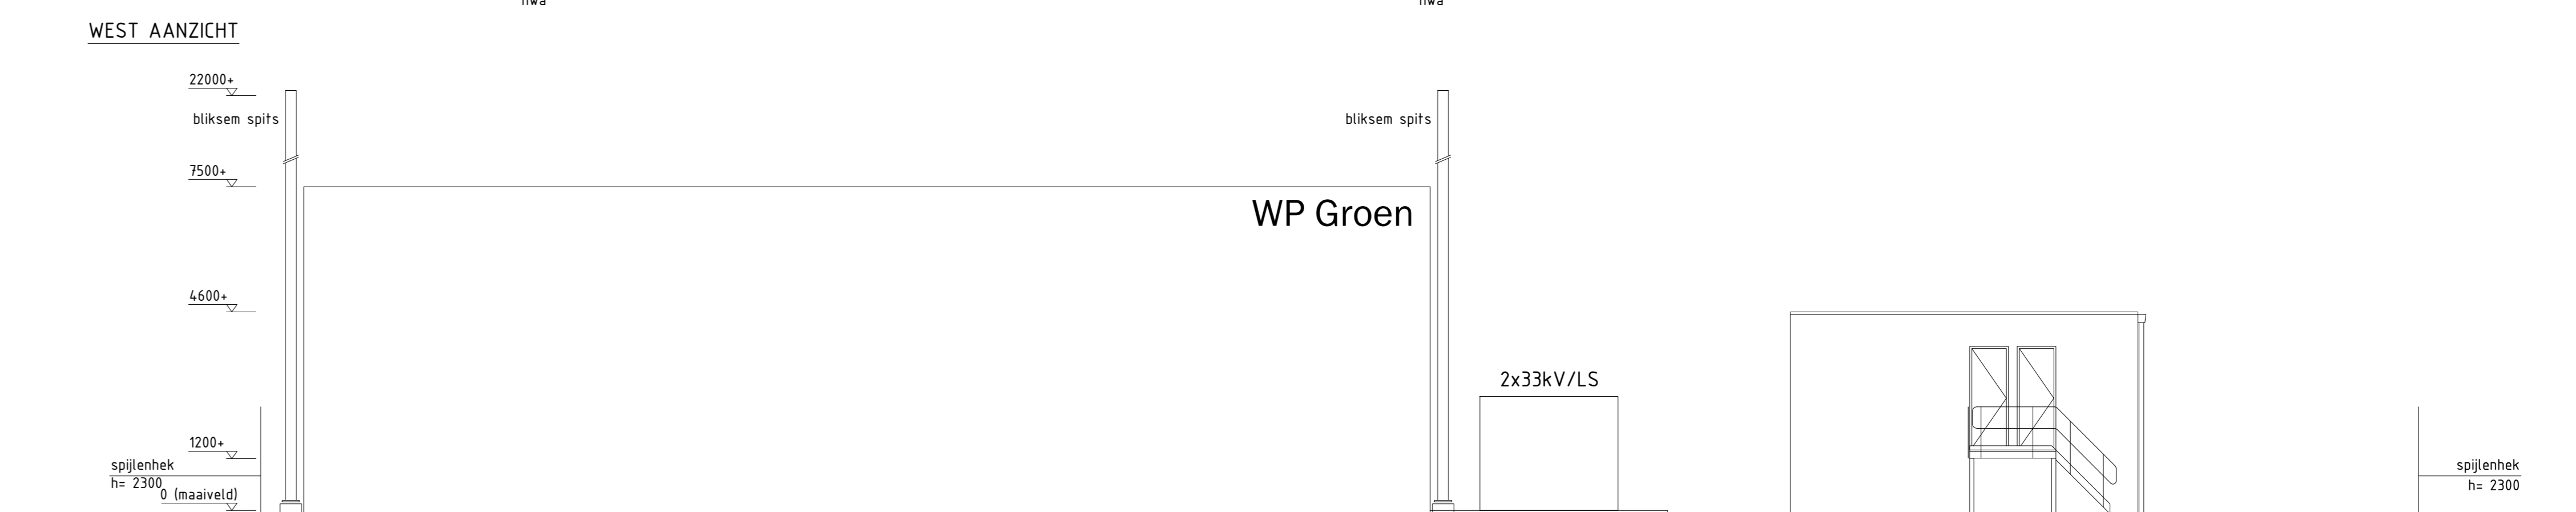 WEST AANZICHT
22000+
bliksem spits
bliksem spits
7500+
WP Groen
4600+
2x33kV/LS
1200+
spijlenhek
h= 2300
0 (maaiveld)
spijlenhek
h= 2300